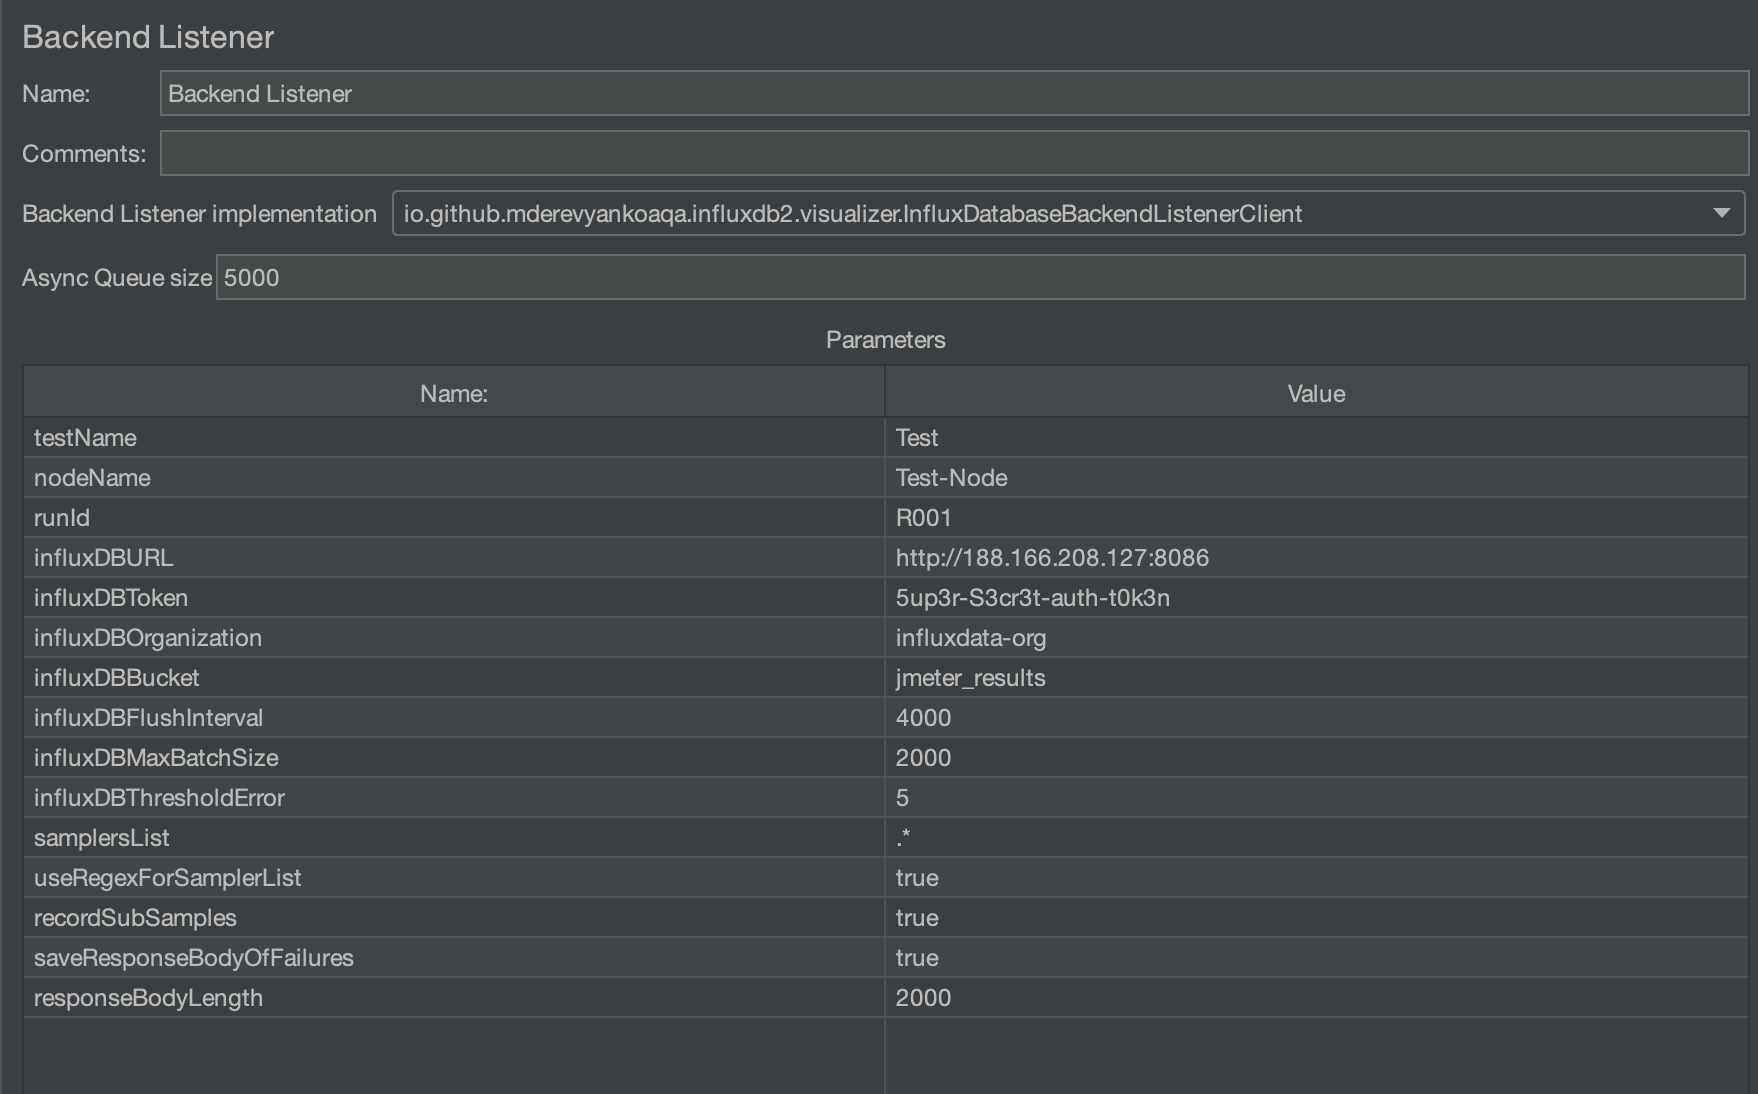 Backend Listener
Name: Backend Listener
Comments:
Backend Listener implementation io.github.mderevyankoaqa.influxdb2.visualizer.InfluxDatabaseBackendListenerClient
Async Queue size 5000
Parameters
Name: Value
testName Test
nodeName Test-Node
runId R001
influxDBURL http://188.166.208.127:8086
influxDBToken 5up3r-S3cr3t-auth-t0k3n
influxDBOrganization influxdata-org
influxDBBucket jmeter_results
influxDBFlushInterval 4000
influxDBMaxBatchSize 2000
influxDBThresholdError 5
samplersList .*
useRegexForSamplerList true
recordSubSamples true
saveResponseBodyOfFailures true
responseBodyLength 2000